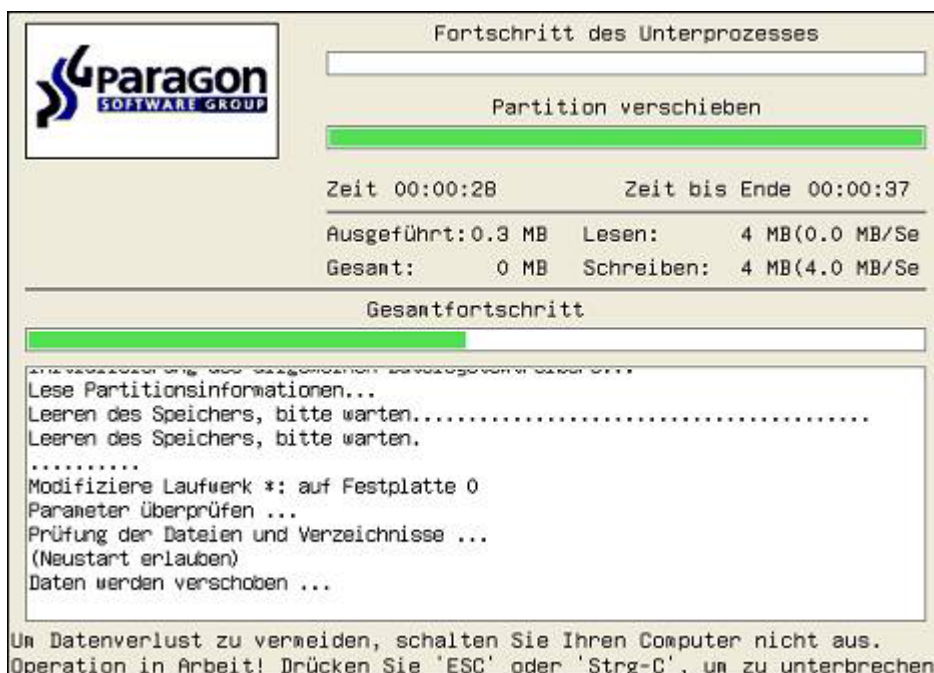 Paragon
SOFTWARE GROUP
Fortschritt des Unterprozesses
Partition verschieben
Zeit 00:00:28 Zeit bis Ende 00:00:37
Ausgeführt:0.3 MB Lesen: 4 MB(0.0 MB/Se
Gesamt: 0 MB Schreiben: 4 MB(4.0 MB/Se
Gesamtfortschritt
Initialisierung des allgemeinen Dateisystemtreibers...
Lese Partitionsinformationen...
Leeren des Speichers, bitte warten..........................................
Leeren des Speichers, bitte warten.
..........
Modifiziere Laufwerk *: auf Festplatte 0
Parameter überprüfen ...
Prüfung der Dateien und Verzeichnisse ...
(Neustart erlauben)
Daten werden verschoben ...
Um Datenverlust zu vermeiden, schalten Sie Ihren Computer nicht aus.
Operation in Arbeit! Drücken Sie 'ESC' oder 'Strg-C', um zu unterbrechen